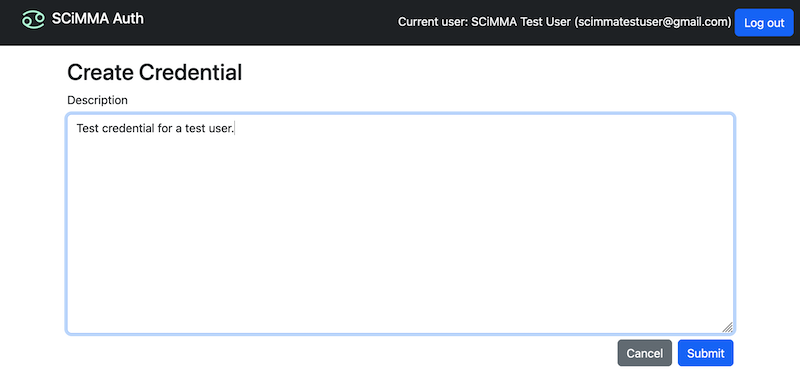 SCiMMA Auth
Current user: SCiMMA Test User (scimmatestuser@gmail.com)
Log out
Create Credential
Description
Test credential for a test user.
Cancel
Submit